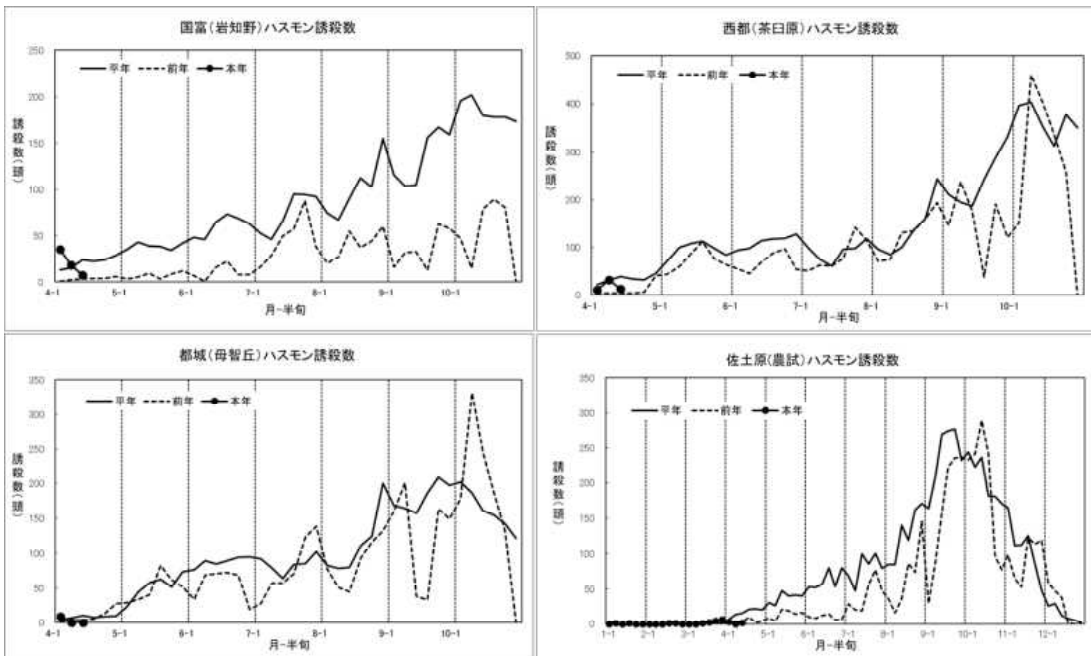 国富(岩知野)ハスモン誘殺数
250
平年 前年 本年
200
150
100
50
0
誘殺数(頭)
4-1 5-1 6-1 7-1 8-1 9-1 10-1
月-半旬
西都(茶臼原)ハスモン誘殺数
500
平年 前年 本年
400
300
200
100
0
誘殺数(頭)
4-1 5-1 6-1 7-1 8-1 9-1 10-1
月-半旬
都城(母智丘)ハスモン誘殺数
350
平年 前年 本年
300
250
200
150
100
50
0
誘殺数(頭)
4-1 5-1 6-1 7-1 8-1 9-1 10-1
月-半旬
佐土原(農試)ハスモン誘殺数
350
平年 前年 本年
300
250
200
150
100
50
0
誘殺数(頭)
1-1 2-1 3-1 4-1 5-1 6-1 7-1 8-1 9-1 10-1 11-1 12-1
月-半旬